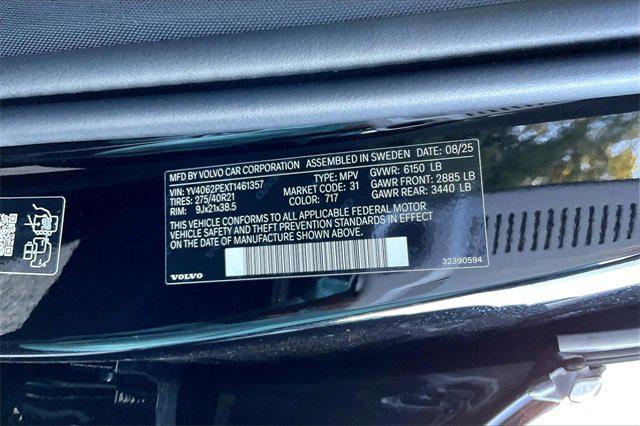 MFD BY VOLVO CAR CORPORATION ASSEMBLED IN SWEDEN DATE: 08/25
VIN: YV4062PEXT1461357 TYPE: MPV GVWR: 6150 LB
TIRES: 275/40R21 MARKET CODE: 31 GAWR FRONT: 2885 LB
RIM: 9Jx21x38.5 COLOR: 717 GAWR REAR: 3440 LB
THIS VEHICLE CONFORMS TO ALL APPLICABLE FEDERAL MOTOR
VEHICLE SAFETY AND THEFT PREVENTION STANDARDS IN EFFECT
ON THE DATE OF MANUFACTURE SHOWN ABOVE.
VOLVO 32390594